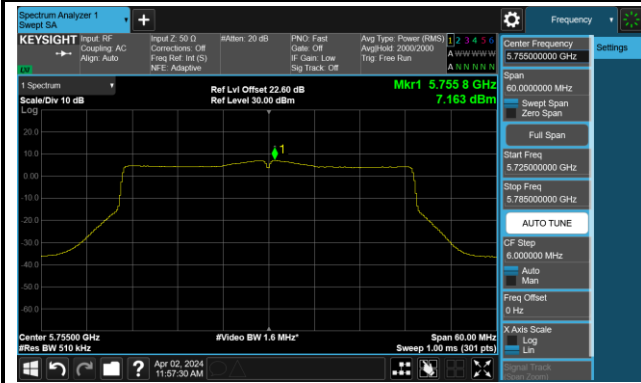 Spectrum Analyzer 1
Swept SA
Frequency
KEYSIGHT
Input: RF
Coupling: AC
Align: Auto
Input Z: 50 Ω
Corrections: Off
Freq Ref: Int (S)
NFE: Adaptive
#Atten: 20 dB
PNO: Fast
Gate: Off
IF Gain: Low
Sig Track: Off
Avg Type: Power (RMS)
Avg|Hold: 2000/2000
Trig: Free Run
1 2 3 4 5 6
A W W W W W
A N N N N N
LXI
1 Spectrum
Scale/Div 10 dB
Ref Lvl Offset 22.60 dB
Ref Level 30.00 dBm
Mkr1 5.755 8 GHz
7.163 dBm
Log
20.0
10.0
0.00
-10.0
-20.0
-30.0
-40.0
-50.0
-60.0
1
Center 5.75500 GHz
#Res BW 510 kHz
#Video BW 1.6 MHz*
Span 60.00 MHz
Sweep 1.00 ms (301 pts)
Apr 02, 2024
11:57:30 AM
Center Frequency
5.755000000 GHz
Settings
Span
60.0000000 MHz
Swept Span
Zero Span
Full Span
Start Freq
5.725000000 GHz
Stop Freq
5.785000000 GHz
AUTO TUNE
CF Step
6.000000 MHz
Auto
Man
Freq Offset
0 Hz
X Axis Scale
Log
Lin
Signal Track
(Span Zoom)